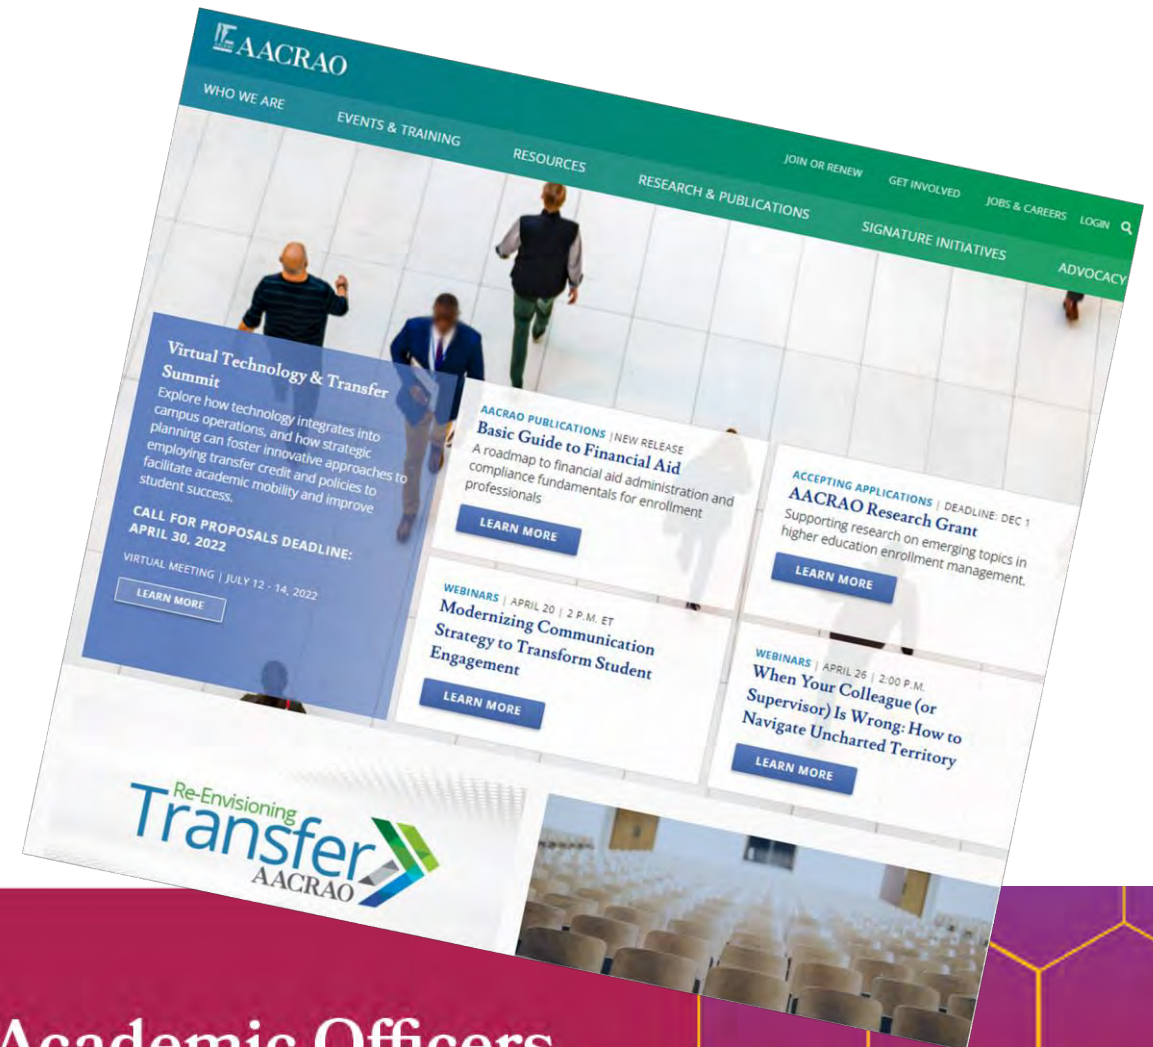 AACRAO
JOIN OR RENEW GET INVOLVED JOBS & CAREERS LOGIN
WHO WE ARE EVENTS & TRAINING RESOURCES RESEARCH & PUBLICATIONS SIGNATURE INITIATIVES ADVOCACY
Virtual Technology & Transfer
Summit
Explore how technology integrates into
campus operations, and how strategic
planning can foster innovative approaches to
employing transfer credit and policies to
facilitate academic mobility and improve
student success.
CALL FOR PROPOSALS DEADLINE:
APRIL 30, 2022
VIRTUAL MEETING | JULY 12 - 14, 2022
LEARN MORE
AACRAO PUBLICATIONS | NEW RELEASE
Basic Guide to Financial Aid
A roadmap to financial aid administration and
compliance fundamentals for enrollment
professionals
LEARN MORE
ACCEPTING APPLICATIONS | DEADLINE: DEC 1
AACRAO Research Grant
Supporting research on emerging topics in
higher education enrollment management.
LEARN MORE
WEBINARS | APRIL 20 | 2 P.M. ET
Modernizing Communication
Strategy to Transform Student
Engagement
LEARN MORE
WEBINARS | APRIL 26 | 2:00 P.M.
When Your Colleague (or
Supervisor) Is Wrong: How to
Navigate Uncharted Territory
LEARN MORE
Re-Envisioning
Transfer
AACRAO
Academic Officers